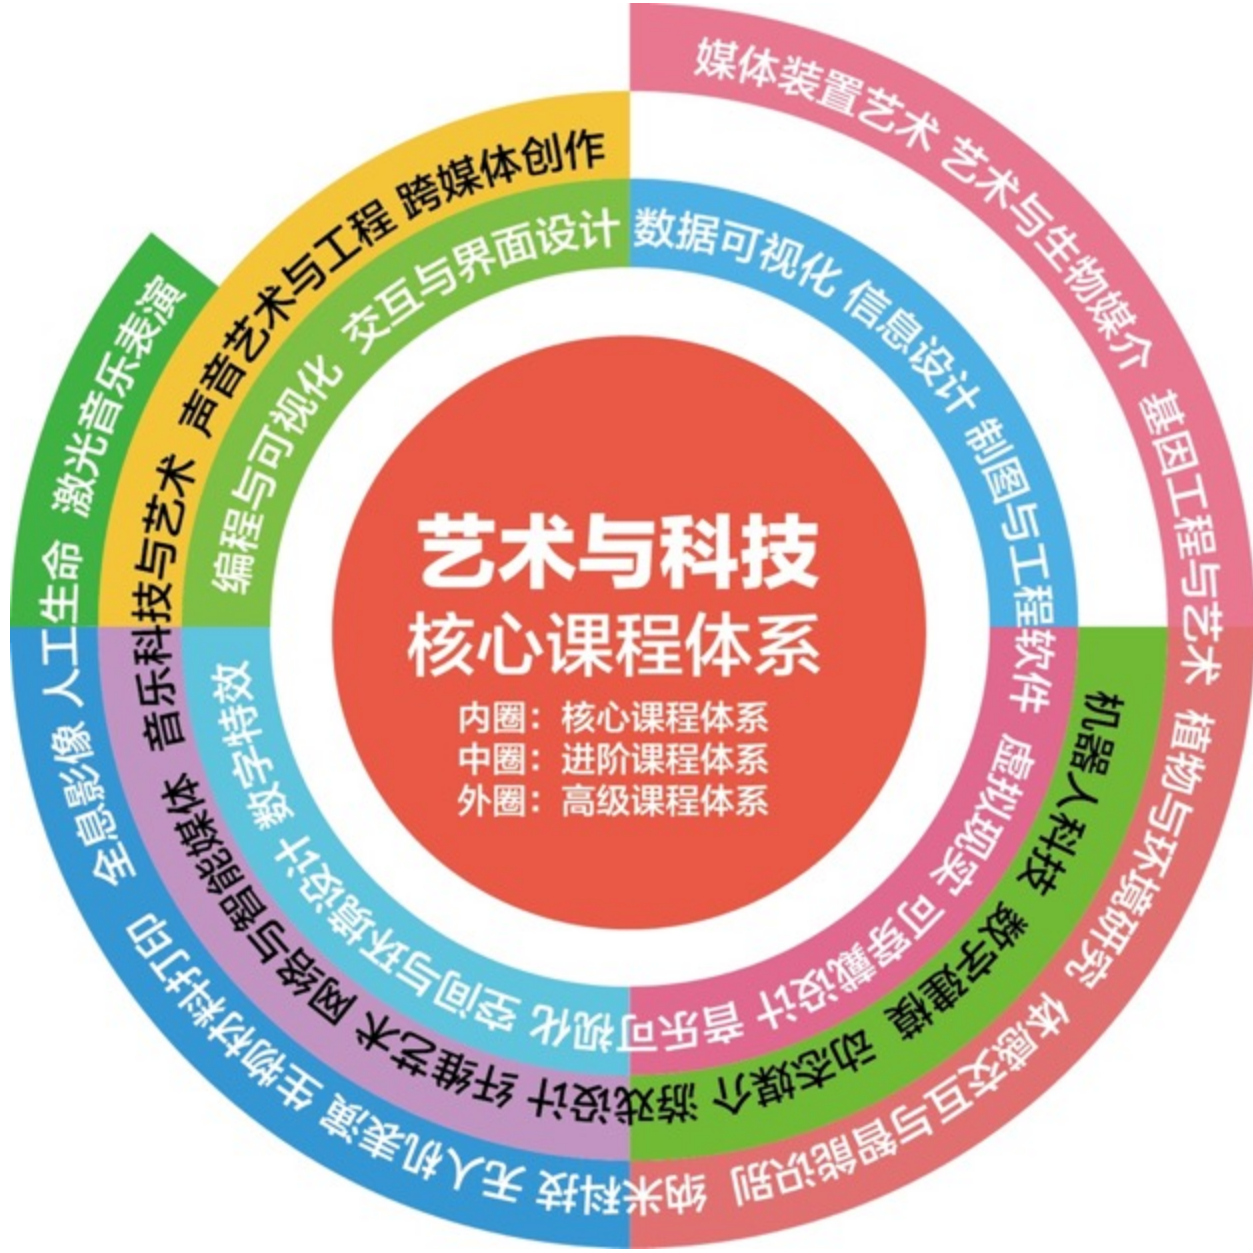 艺术与科技
核心课程体系
内圈：核心课程体系
中圈：进阶课程体系
外圈：高级课程体系
数据可视化 信息设计 制图与工程软件 虚拟现实 可穿戴设计 音乐可视化 空间与环境设计 数字特效
编程与可视化 交互与界面设计
机器人科技 数字建模 动态媒介 游戏设计 纤维艺术 网络与智能媒体 音乐科技与艺术 声音艺术与工程 跨媒体创作
媒体装置艺术 艺术与生物媒介 基因工程与艺术 植物与环境研究 体感交互与智能识别 纳米科技 无人机表演 生物材料打印 全息影像 人工生命 激光音乐表演